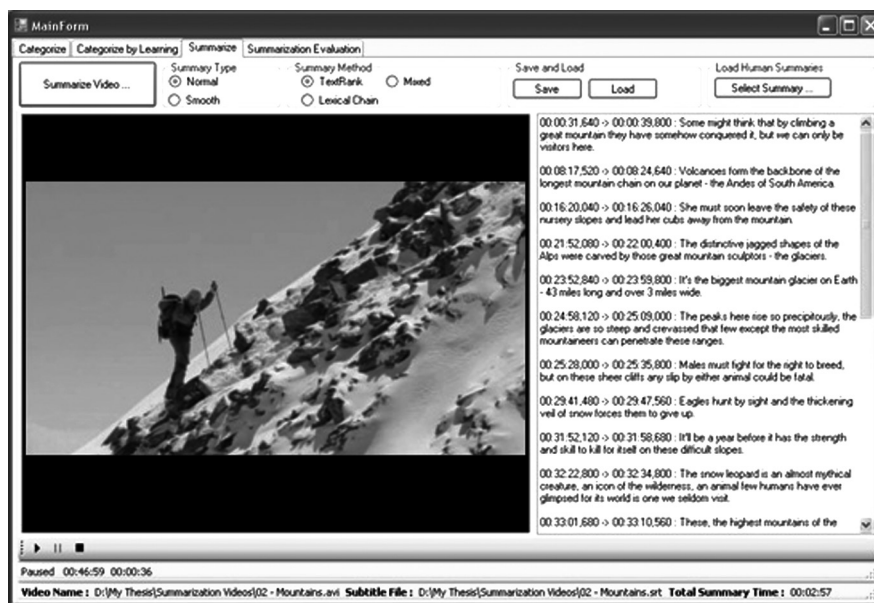 MainForm
Categorize Categorize by Learning Summarize Summarization Evaluation
Summary Type Summary Method Save and Load Load Human Summaries
Summarize Video ... Normal TextRank Mixed Save Load Select Summary ...
Smooth Lexical Chain
00:00:31,640 -> 00:00:39,800 : Some might think that by climbing a
great mountain they have somehow conquered it, but we can only be
visitors here.
00:08:17,520 -> 00:08:24,640 : Volcanoes form the backbone of the
longest mountain chain on our planet - the Andes of South America.
00:16:20,040 -> 00:16:26,040 : She must soon leave the safety of these
nursery slopes and lead her cubs away from the mountain.
00:21:52,080 -> 00:22:00,400 : The distinctive jagged shapes of the
Alps were carved by those great mountain sculptors - the glaciers.
00:23:52,840 -> 00:23:59,800 : It's the biggest mountain glacier on Earth
- 43 miles long and over 3 miles wide.
00:24:58,120 -> 00:25:09,000 : The peaks here rise so precipitously, the
glaciers are so steep and crevassed that few except the most skilled
mountaineers can penetrate these ranges.
00:25:28,000 -> 00:25:35,800 : Males must fight for the right to breed,
but on these sheer cliffs any slip by either animal could be fatal.
00:29:41,480 -> 00:29:47,560 : Eagles hunt by sight and the thickening
veil of snow forces them to give up.
00:31:52,120 -> 00:31:58,680 : It'll be a year before it has the strength
and skill to kill for itself on these difficult slopes.
00:32:22,800 -> 00:32:34,800 : The snow leopard is an almost mythical
creature, an icon of the wilderness, an animal few humans have ever
glimpsed for its world is one we seldom visit.
00:33:01,680 -> 00:33:10,560 : These, the highest mountains of the
Paused 00:46:59 00:00:36
Video Name : D:\My Thesis\Summarization Videos\02 - Mountains.avi Subtitle File : D:\My Thesis\Summarization Videos\02 - Mountains.srt Total Summary Time : 00:02:57